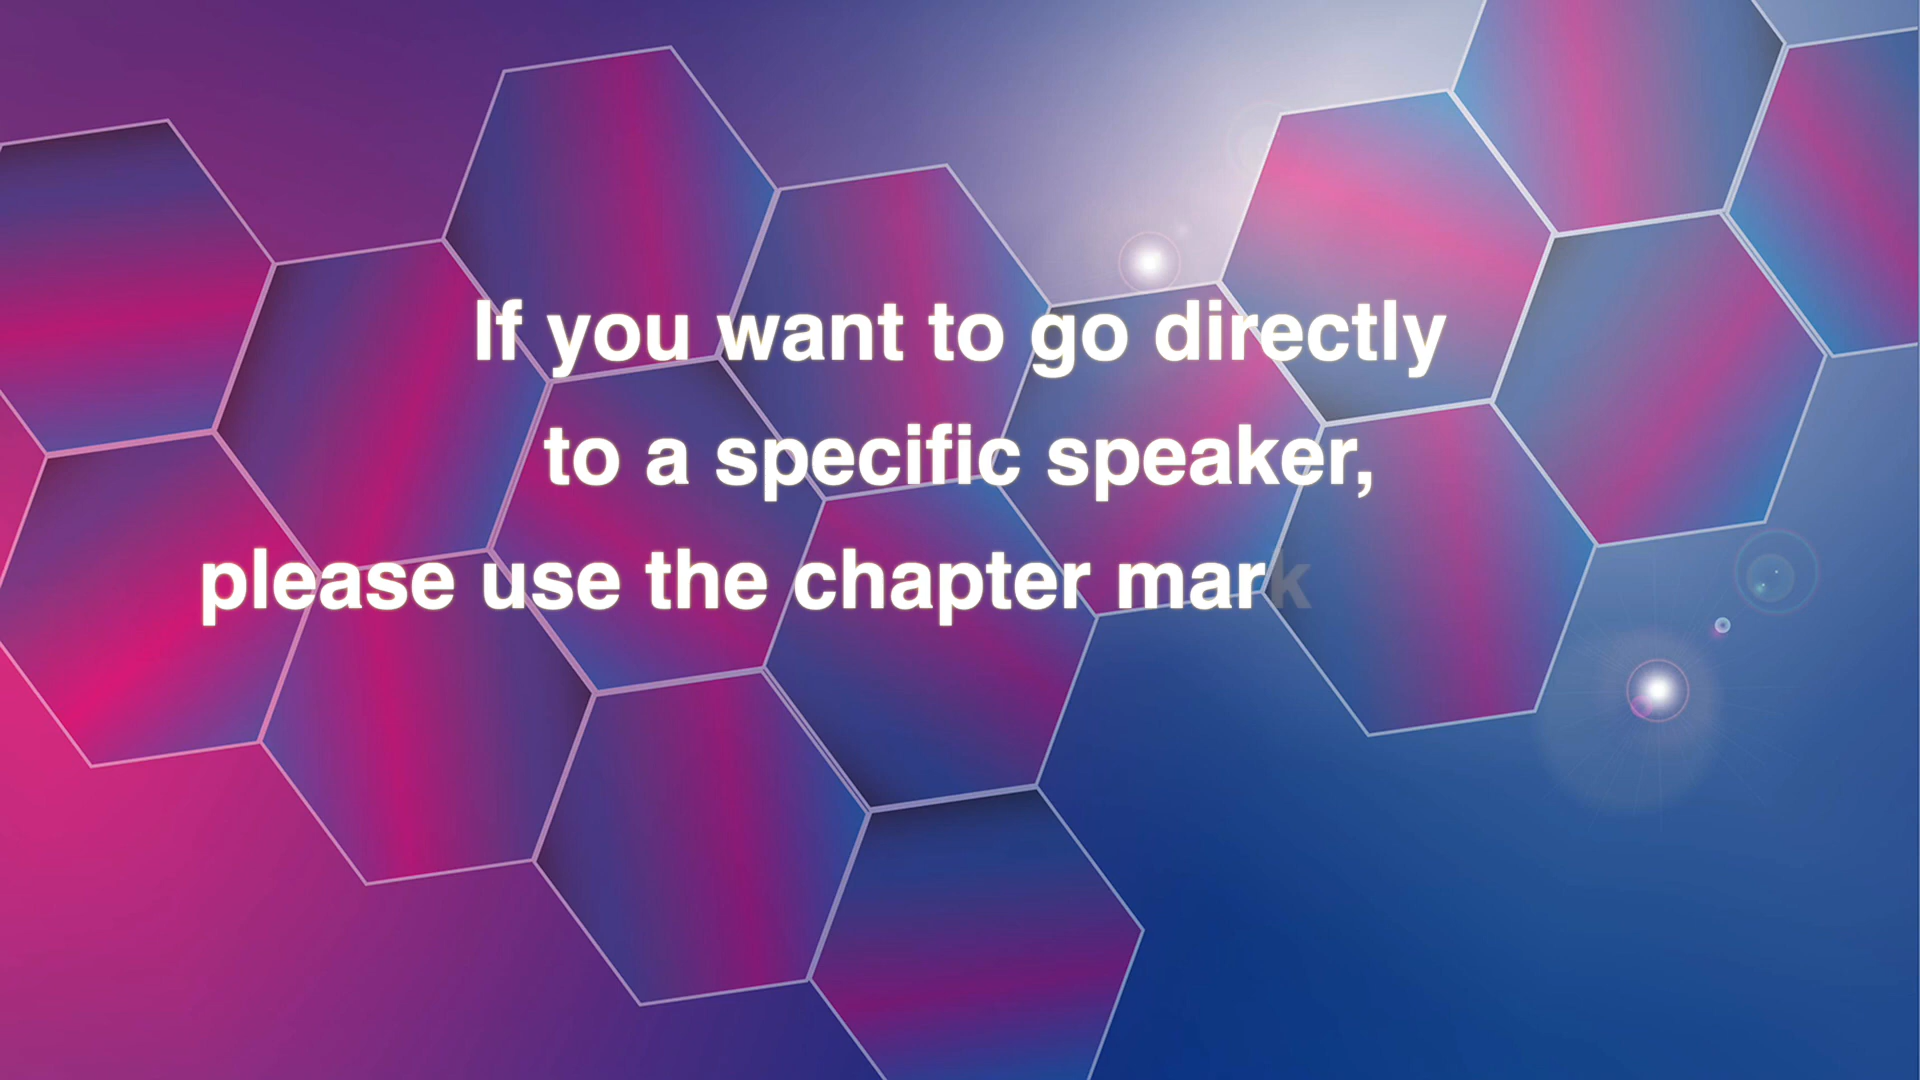 If you want to go directly
to a specific speaker,
please use the chapter mark